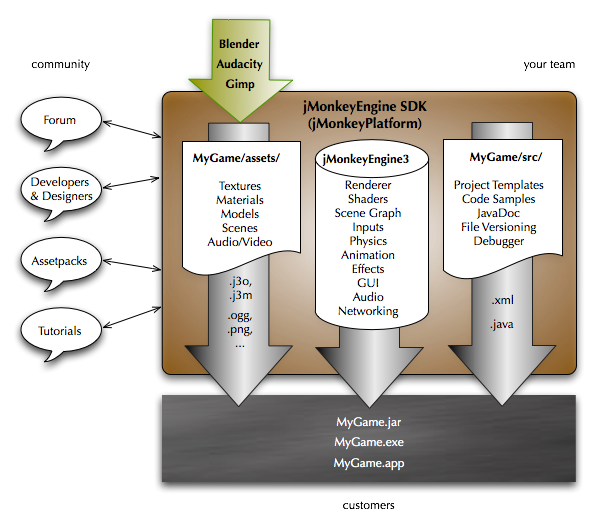 Blender
Audacity
Gimp
community
your team
jMonkeyEngine SDK
(jMonkeyPlatform)
Forum
Developers
& Designers
Assetpacks
Tutorials
MyGame/assets/
Textures
Materials
Models
Scenes
Audio/Video
.j3o,
.j3m
.ogg,
.png,
...
jMonkeyEngine3
Renderer
Shaders
Scene Graph
Inputs
Physics
Animation
Effects
GUI
Audio
Networking
MyGame/src/
Project Templates
Code Samples
JavaDoc
File Versioning
Debugger
.xml
.java
MyGame.jar
MyGame.exe
MyGame.app
customers